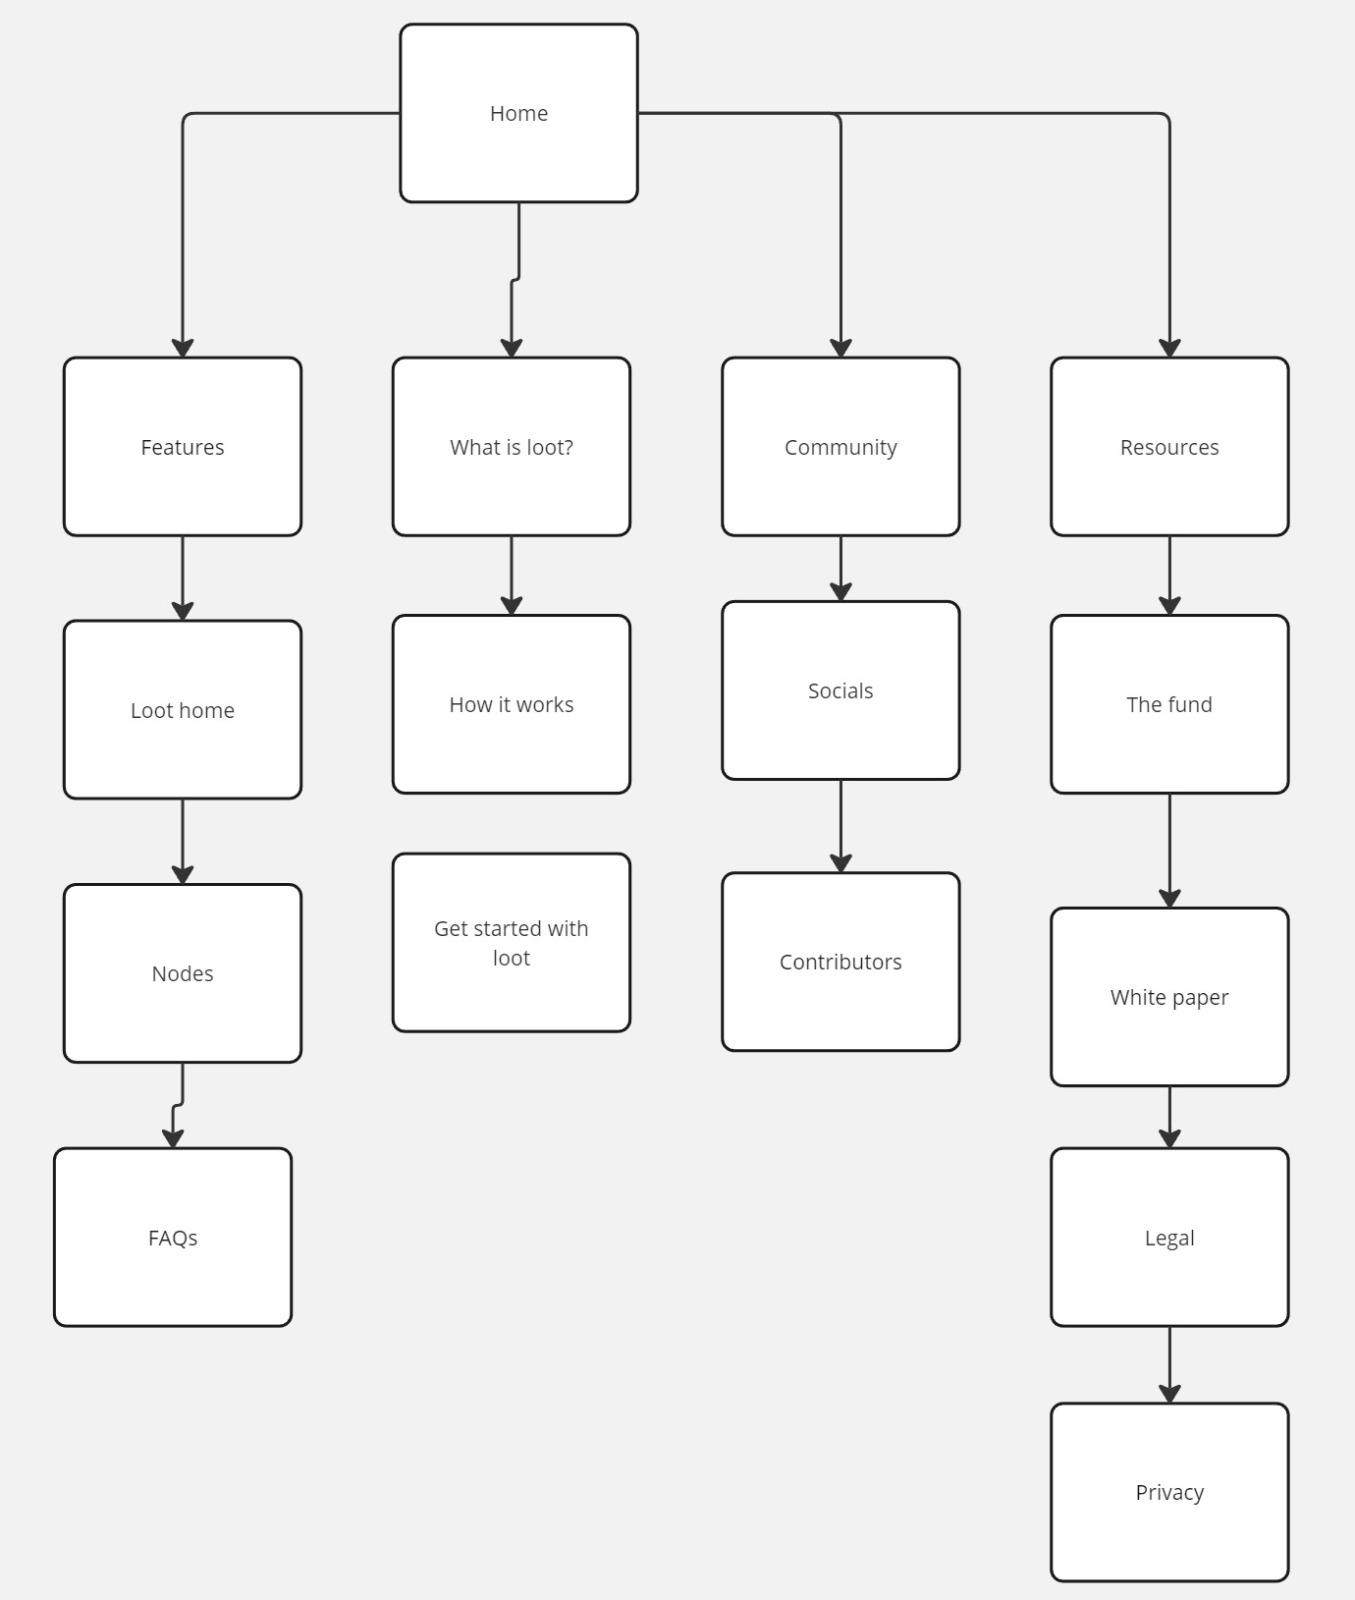 Home
Features
What is loot?
Community
Resources
Loot home
How it works
Socials
The fund
Nodes
Get started with
loot
Contributors
White paper
FAQs
Legal
Privacy